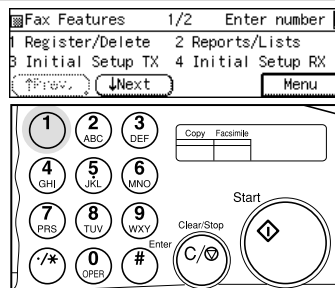 Fax Features 1/2 Enter number
1 Register/Delete 2 Reports/Lists
3 Initial Setup TX 4 Initial Setup RX
↑Prev. ↓Next Menu
1 2 ABC 3 DEF
Copy Facsimile
4 GHI 5 JKL 6 MNO
Start
7 PRS 8 TUV 9 WXY
Clear/Stop
Enter
·/* 0 OPER # C/